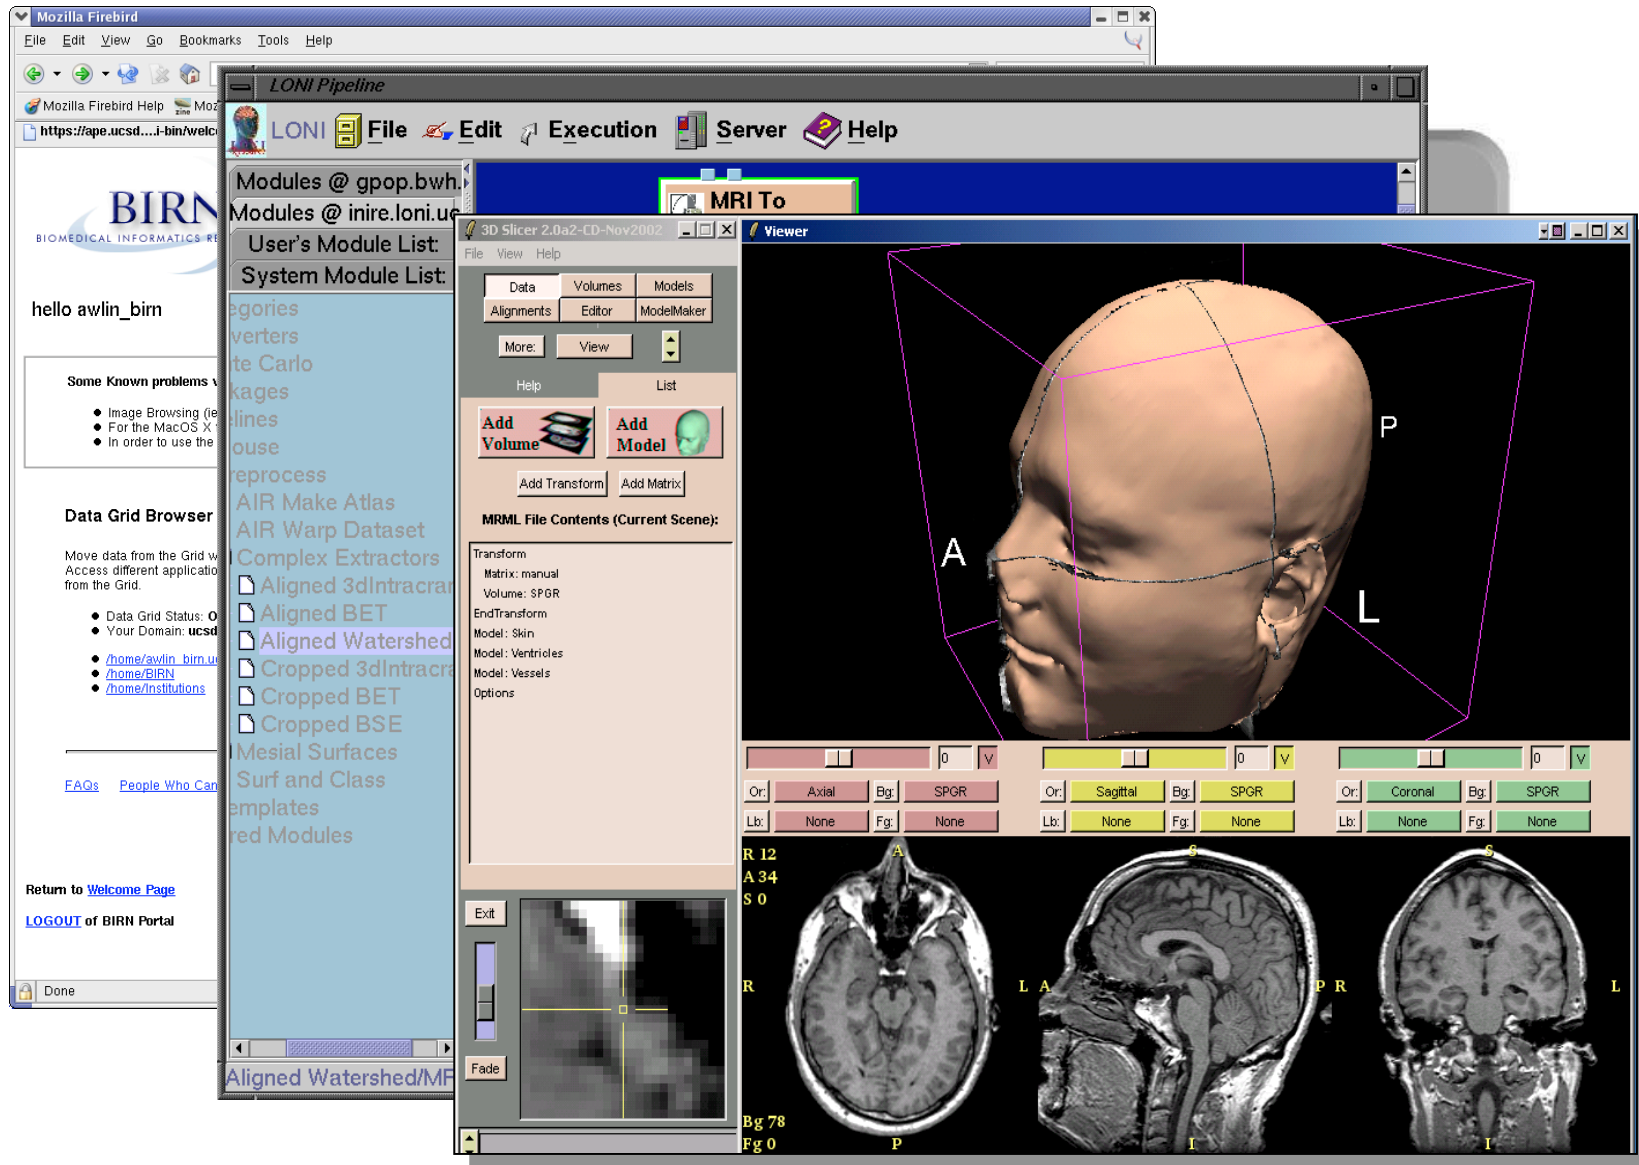 Mozilla Firebird
File Edit View Go Bookmarks Tools Help
Mozilla Firebird Help
https://ape.ucsd....i-bin/welc
BIRN
BIOMEDICAL INFORMATICS RE
hello awlin_birn
Some Known problems
Image Browsing (ie
For the MacOS X
In order to use the
Data Grid Browser
Move data from the Grid w
Access different applicatio
from the Grid.
Data Grid Status: O
Your Domain: ucsd
/home/awlin_birn.u
/home/BIRN
/home/Institutions
FAQs People Who Can
Return to Welcome Page
LOGOUT of BIRN Portal
Done
LONI Pipeline
LONI File Edit Execution Server Help
Modules @ gpop.bwh.
Modules @ inire.loni.uc
User's Module List:
System Module List:
egories
verters
te Carlo
kages
elines
ouse
reprocess
AIR Make Atlas
AIR Warp Dataset
Complex Extractors
Aligned 3dIntracran
Aligned BET
Aligned Watershed
Cropped 3dIntracra
Cropped BET
Cropped BSE
Mesial Surfaces
Surf and Class
emplates
red Modules
Aligned Watershed/MR
MRI To
3D Slicer 2.0a2-CD-Nov2002
File View Help
Data Volumes Models
Alignments Editor ModelMaker
More: View
Help List
Add Volume
Add Model
Add Transform Add Matrix
MRML File Contents (Current Scene):
Transform
Matrix: manual
Volume: SPGR
EndTransform
Model: Skin
Model: Ventricles
Model: Vessels
Options
Exit
Fade
Viewer
P
A
L
0 V 0 V 0 V
Or: Axial Bg: SPGR Or: Sagittal Bg: SPGR Or: Coronal Bg: SPGR
Lb: None Fg: None Lb: None Fg: None Lb: None Fg: None
R 12
A 34
S 0
A S S
R L A P R L
Bg 78
Fg 0
P I I